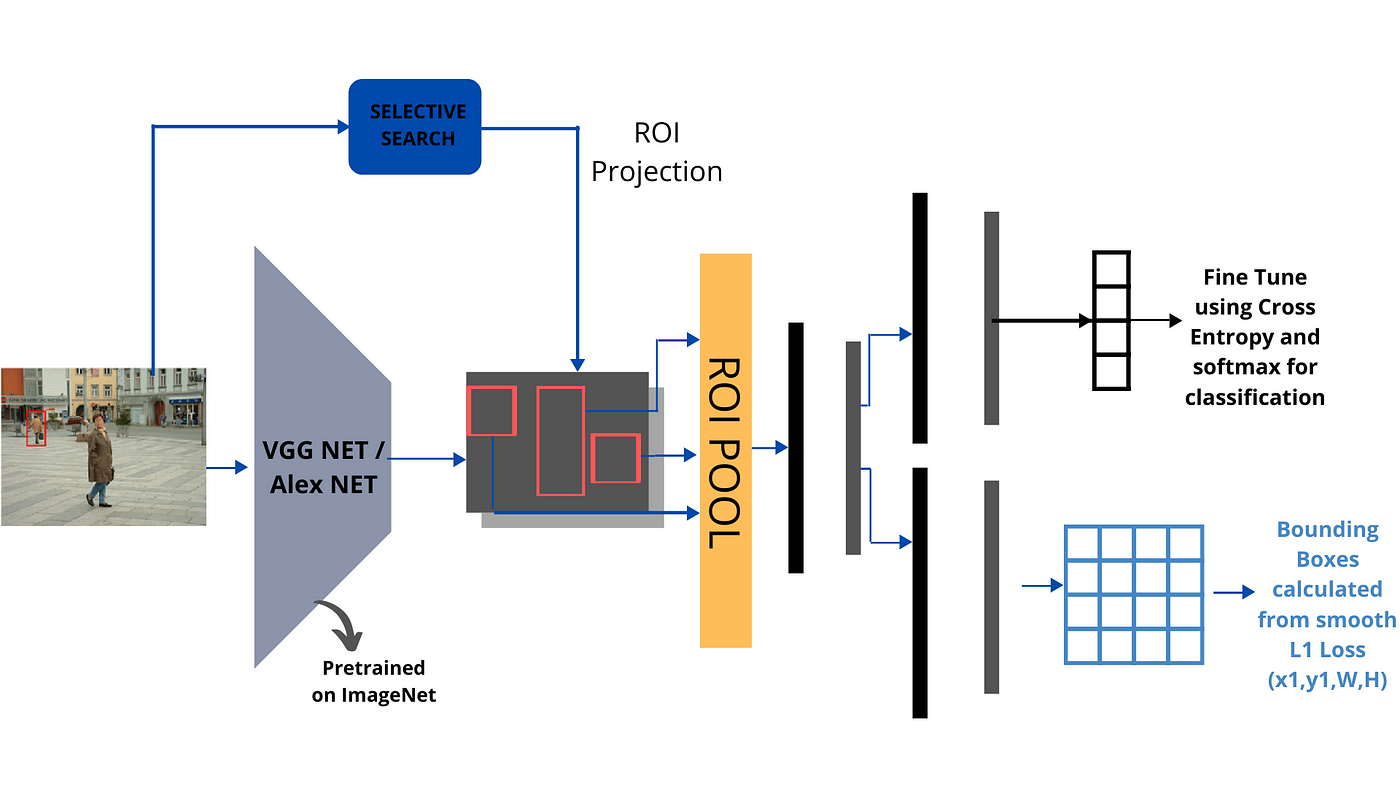 SELECTIVE
SEARCH
ROI
Projection
VGG NET /
Alex NET
Pretrained
on ImageNet
ROI POOL
Fine Tune
using Cross
Entropy and
softmax for
classification
Bounding
Boxes
calculated
from smooth
L1 Loss
(x1,y1,W,H)